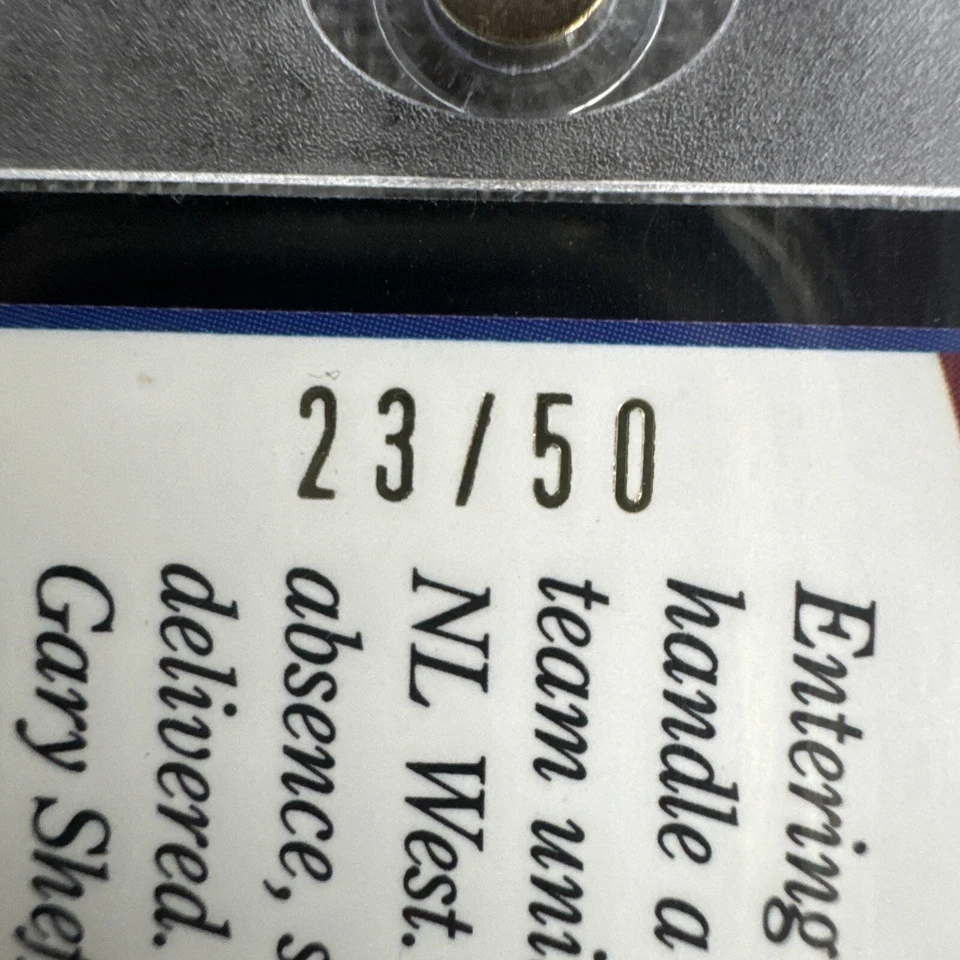 23/50
Entering
handle a
team
NL West.
absence,
delivered.
Gary